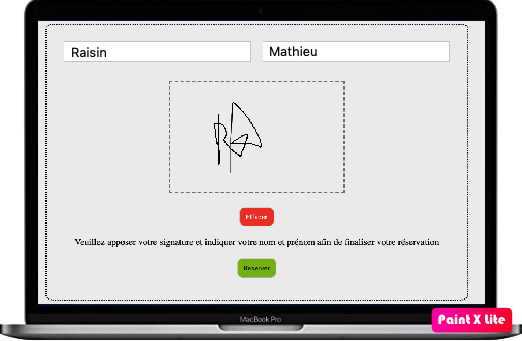 Raisin
Mathieu
Effacer
Veuillez apposer votre signature et indiquer votre nom et prénom afin de finaliser votre réservation
Réserver
MacBook Pro
Paint X lite